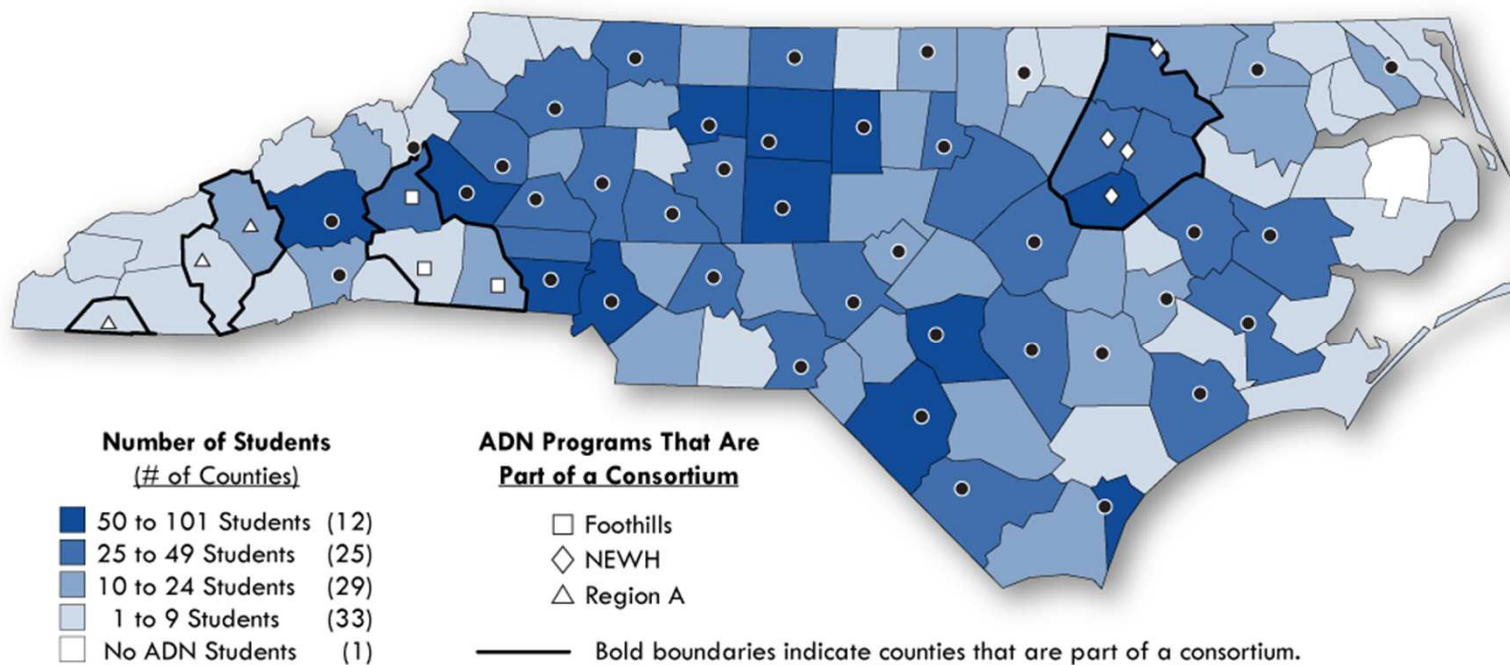 Number of Students
(# of Counties)
50 to 101 Students (12)
25 to 49 Students (25)
10 to 24 Students (29)
1 to 9 Students (33)
No ADN Students (1)
ADN Programs That Are
Part of a Consortium
Foothills
NEWH
Region A
Bold boundaries indicate counties that are part of a consortium.